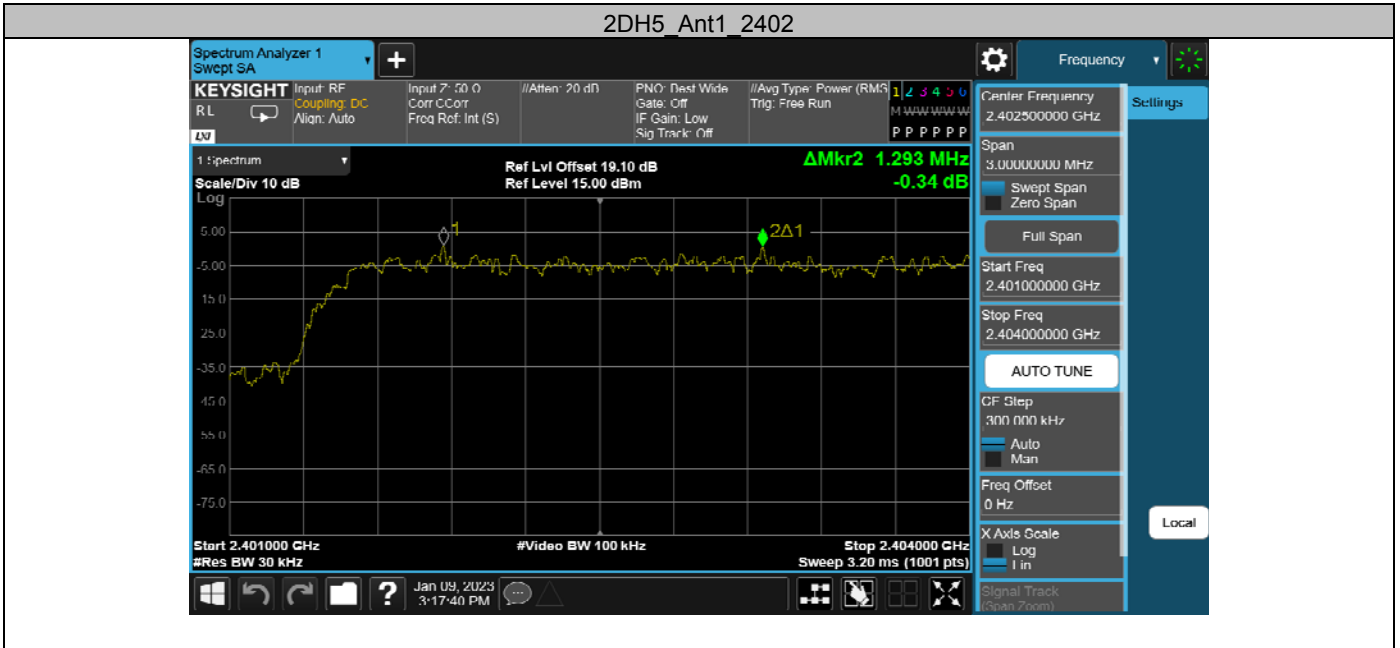 2DH5_Ant1_2402
Spectrum Analyzer 1
Swept SA
Frequency
KEYSIGHT
RL
LXI
Input: RF
Coupling: DC
Align: Auto
Input Z: 50 Ω
Corr CCorr
Freq Ref: Int (S)
#Atten: 20 dB
PNO: Best Wide
Gate: Off
IF Gain: Low
Sig Track: Off
#Avg Type: Power (RMS
Trig: Free Run
1 2 3 4 5 6
M W W W W W
P P P P P P
1 Spectrum
Scale/Div 10 dB
Log
Ref Lvl Offset 19.10 dB
Ref Level 15.00 dBm
ΔMkr2 1.293 MHz
-0.34 dB
1
2Δ1
5.00
-5.00
-15.0
-25.0
-35.0
-45.0
-55.0
-65.0
-75.0
Start 2.401000 GHz
#Video BW 100 kHz
Stop 2.404000 GHz
#Res BW 30 kHz
Sweep 3.20 ms (1001 pts)
Center Frequency
2.402500000 GHz
Settings
Span
3.00000000 MHz
Swept Span
Zero Span
Full Span
Start Freq
2.401000000 GHz
Stop Freq
2.404000000 GHz
AUTO TUNE
CF Step
300.000 kHz
Auto
Man
Freq Offset
0 Hz
X Axis Scale
Log
Lin
Signal Track
(Span Zoom)
Local
?
Jan 09, 2023
3:17:40 PM